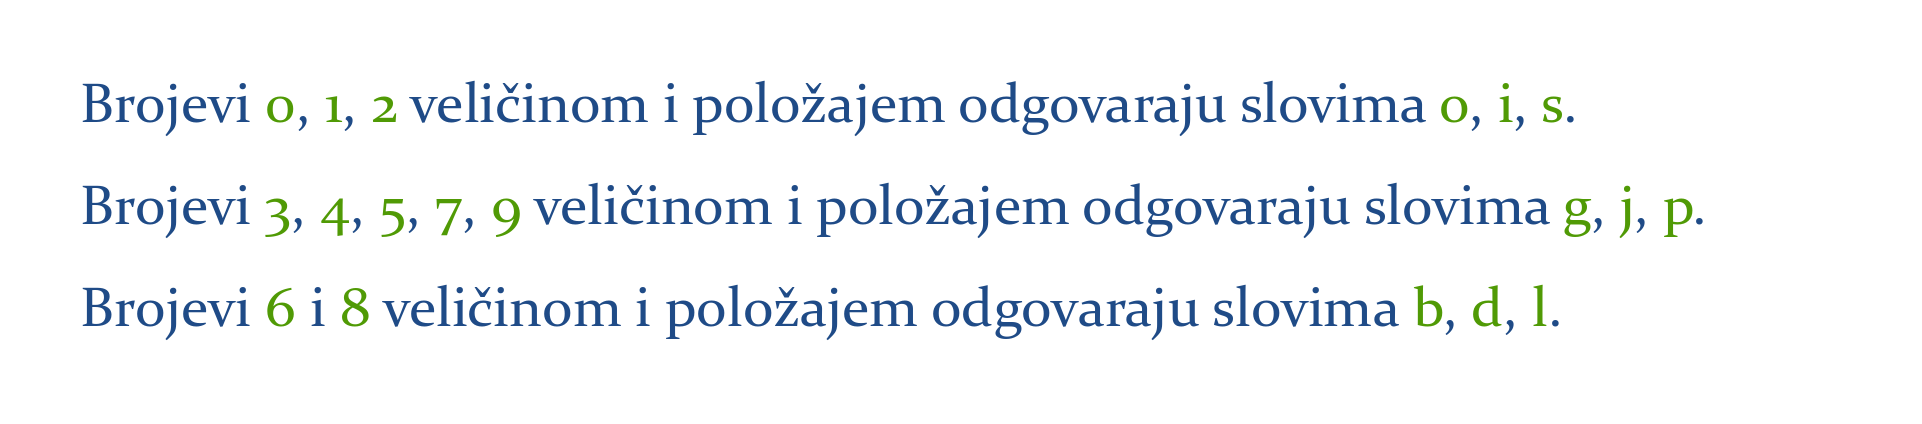 Brojevi 0, 1, 2 veličinom i položajem odgovaraju slovima o, i, s.
Brojevi 3, 4, 5, 7, 9 veličinom i položajem odgovaraju slovima g, j, p.
Brojevi 6 i 8 veličinom i položajem odgovaraju slovima b, d, l.